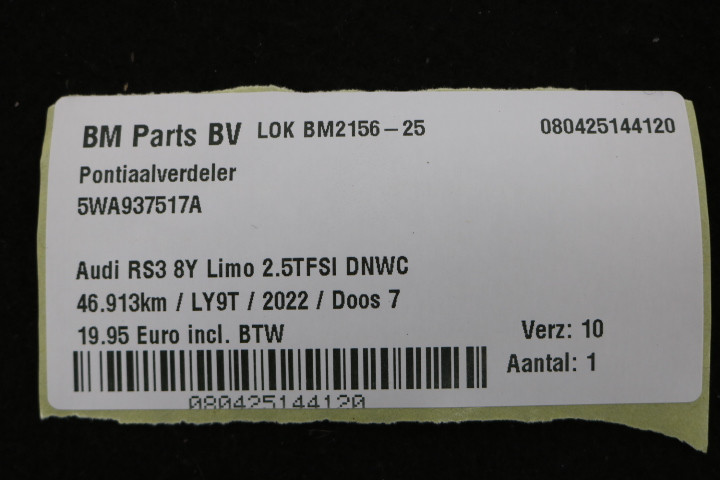 BM Parts BV LOK BM2156-25 080425144120
Pontiaalverdeler
5WA937517A
Audi RS3 8Y Limo 2.5TFSI DNWC
46.913km / LY9T / 2022 / Doos 7
19.95 Euro incl. BTW Verz: 10
Aantal: 1
080425144120